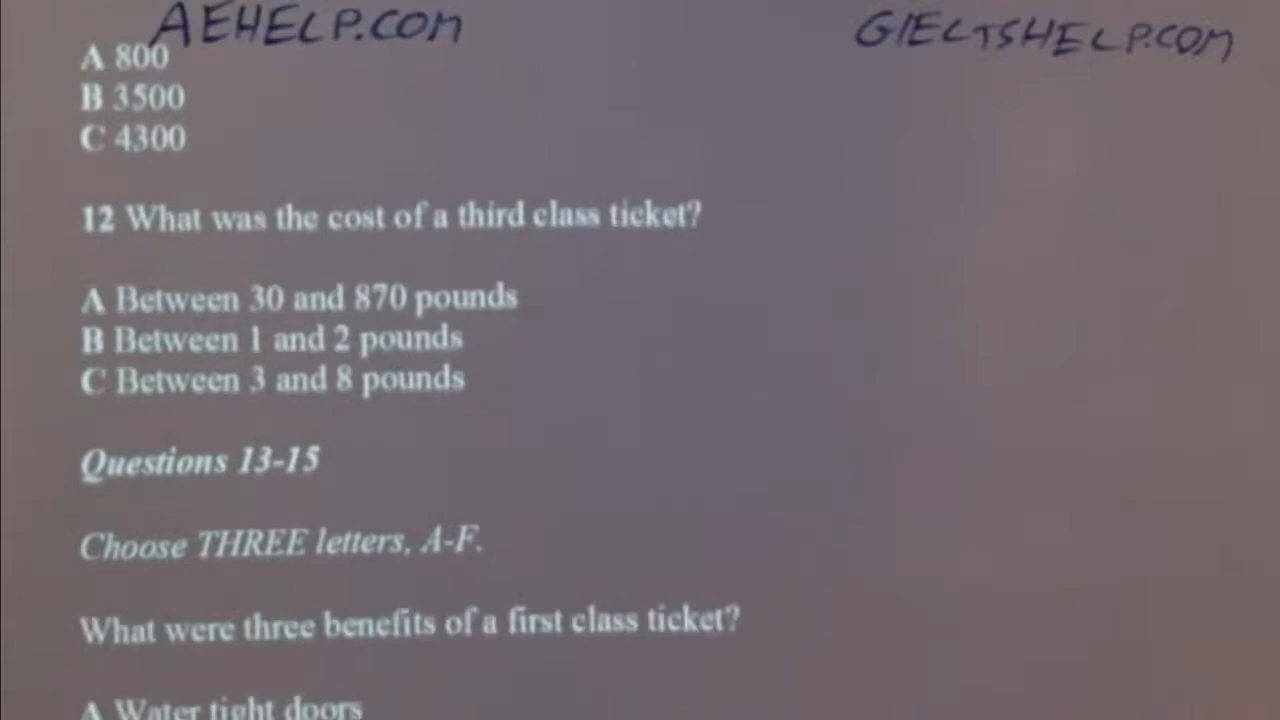 AEHELP.COM
GIELTSHELP.COM
A 800
B 3500
C 4300
12 What was the cost of a third class ticket?
A Between 30 and 870 pounds
B Between 1 and 2 pounds
C Between 3 and 8 pounds
Questions 13-15
Choose THREE letters, A-F.
What were three benefits of a first class ticket?
A Water tight doors